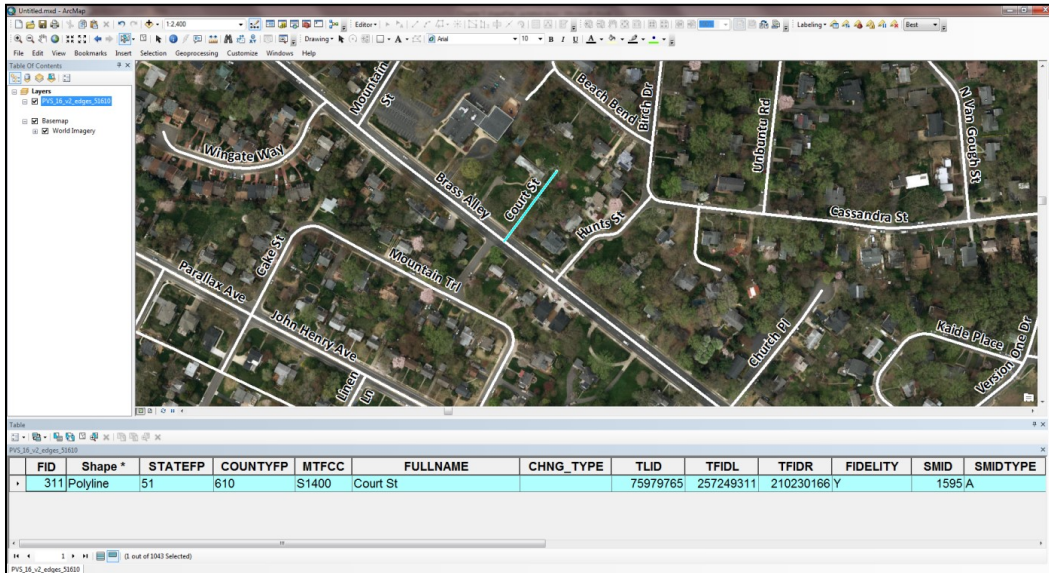 Untitled.mxd - ArcMap
1:2,400
Editor
Labeling
Best
Drawing
Arial
10
B I U A
File Edit View Bookmarks Insert Selection Geoprocessing Customize Windows Help
Table Of Contents
Layers
PVS_16_v2_edges_51610
Basemap
World Imagery
Mountain St
Beach Bend
Birch Dr
Unbuntu Rd
N Van Gough St
Wingate Way
Brass Alley
Court St
Hunts St
Cassandra St
Cake St
Mountain Trl
Parallax Ave
John Henry Ave
Linen Ln
Church Pl
Kaide Place
Version One Dr
Table
PVS_16_v2_edges_51610
FID Shape * STATEFP COUNTYFP MTFCC FULLNAME CHNG_TYPE TLID TFIDL TFIDR FIDELITY SMID SMIDTYPE
311 Polyline 51 610 S1400 Court St 75979765 257249311 210230166 Y 1595 A
1 (1 out of 1043 Selected)
PVS_16_v2_edges_51610